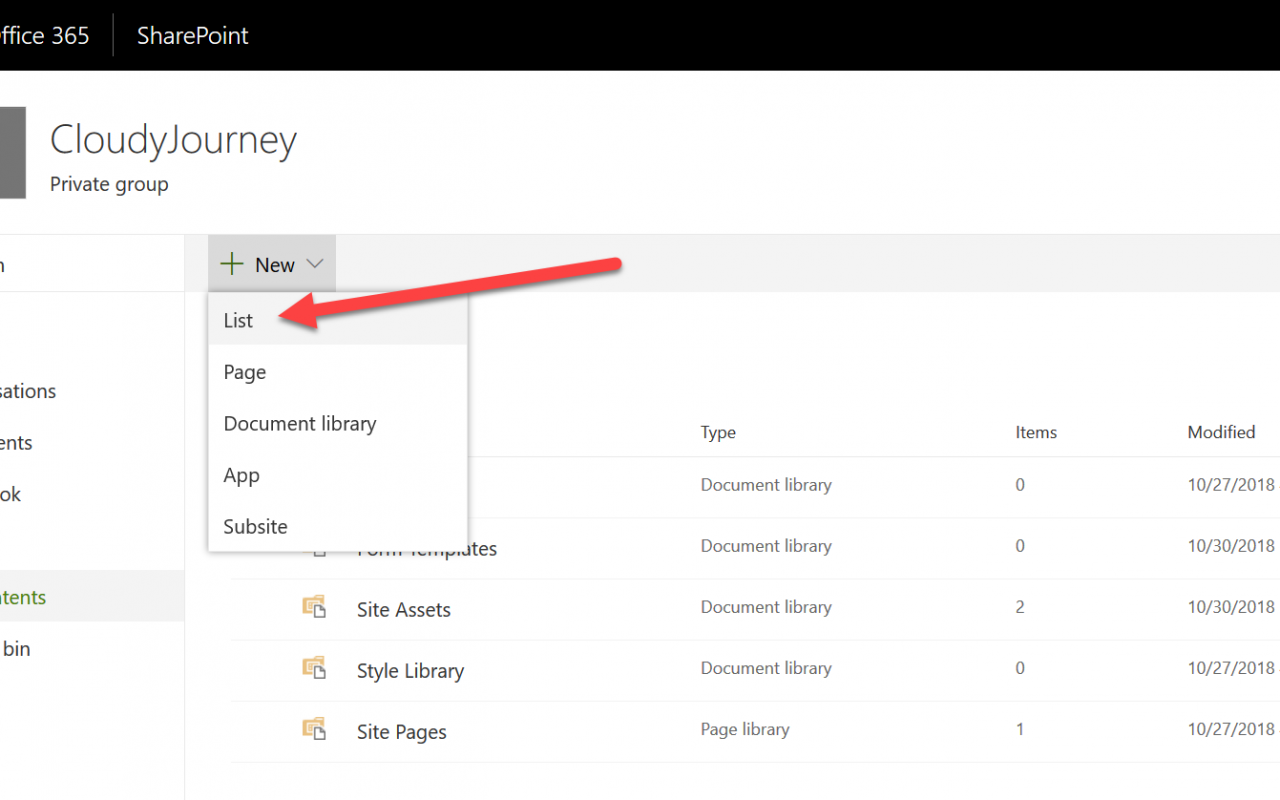 ffice 365 SharePoint
CloudyJourney
Private group
n
New
List
Page
Document library
App
Subsite
sations
ents
ok
tents
bin
Type Items Modified
Document library 0 10/27/2018
Form Templates Document library 0 10/30/2018
Site Assets Document library 2 10/30/2018
Style Library Document library 0 10/27/2018
Site Pages Page library 1 10/27/2018